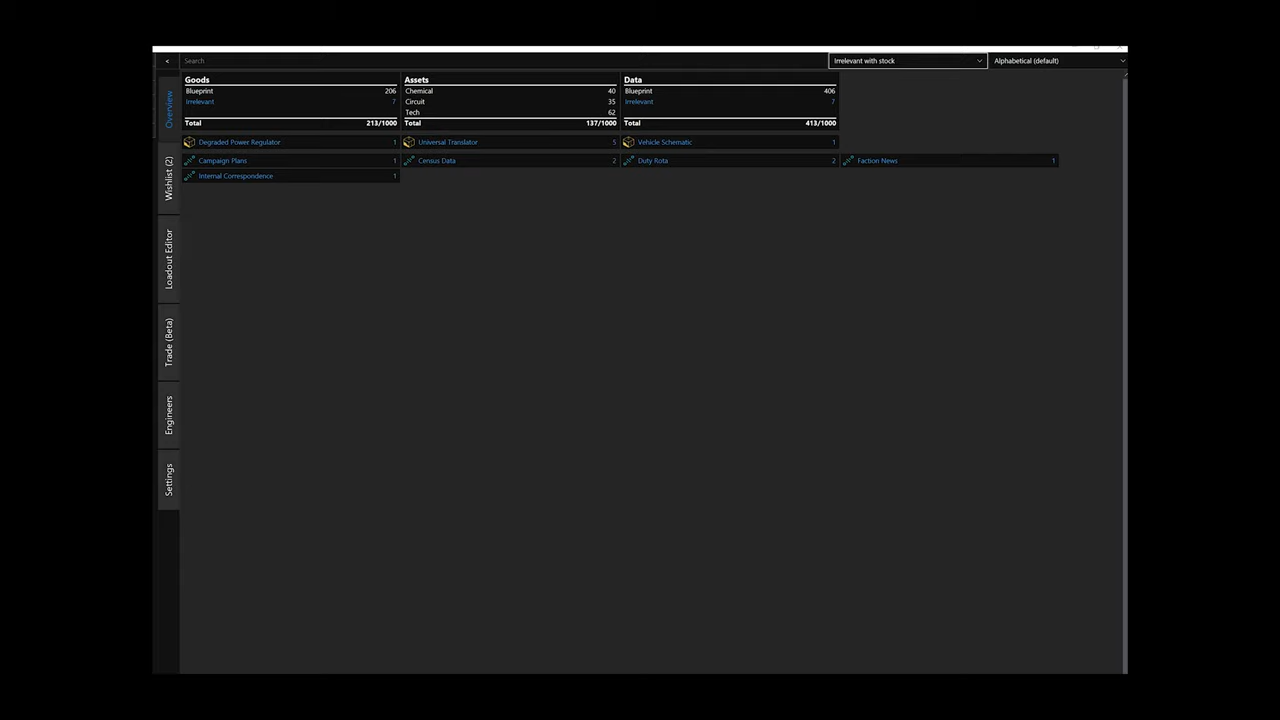 < Search Irrelevant with stock Alphabetical (default)
Goods Assets Data
Blueprint 206 Chemical 40 Blueprint 406
Irrelevant 7 Circuit 35 Irrelevant 7
Tech 62
Total 213/1000 Total 137/1000 Total 413/1000
Degraded Power Regulator 1 Universal Translator 5 Vehicle Schematic 1
Campaign Plans 1 Census Data 2 Duty Rota 2 Faction News 1
Internal Correspondence 1
Overview
Wishlist (2)
Loadout Editor
Trade (Beta)
Engineers
Settings